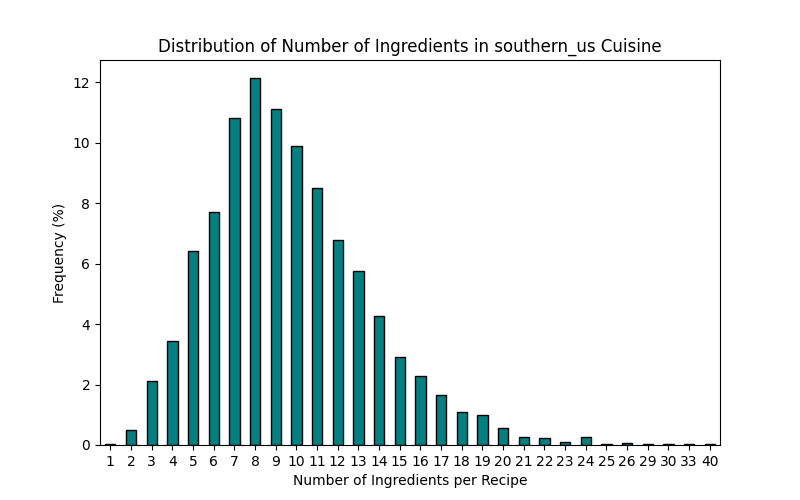 Distribution of Number of Ingredients in southern_us Cuisine
Frequency (%)
12
10
8
6
4
2
0
1 2 3 4 5 6 7 8 9 10 11 12 13 14 15 16 17 18 19 20 21 22 23 24 25 26 29 30 33 40
Number of Ingredients per Recipe